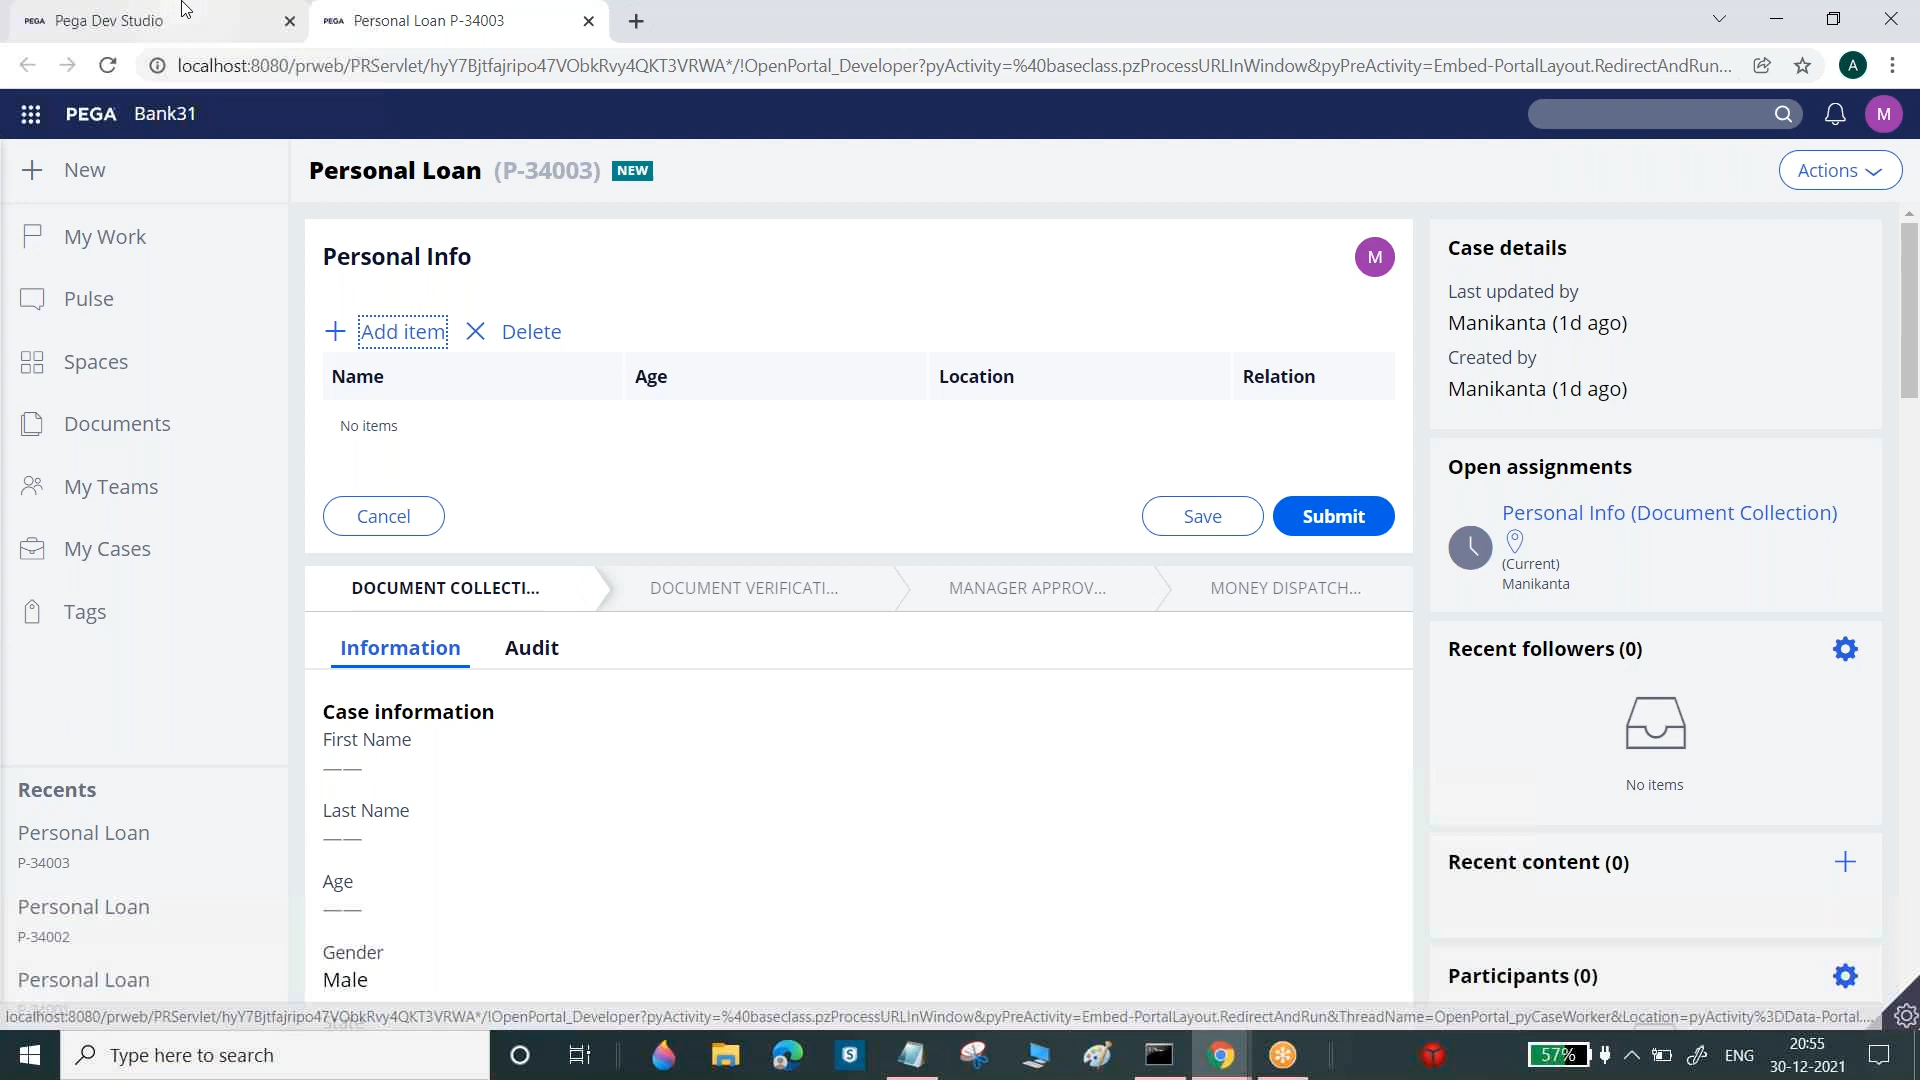 PEGA Pega Dev Studio
PEGA Personal Loan P-34003
localhost:8080/prweb/PRServlet/hyY7Bjtfajripo47VObkRvy4QKT3VRWA*/!OpenPortal_Developer?pyActivity=%40baseclass.pzProcessURLInWindow&pyPreActivity=Embed-PortalLayout.RedirectAndRun...
A
PEGA Bank31
M
New
Personal Loan (P-34003) NEW
Actions
My Work
Pulse
Spaces
Documents
My Teams
My Cases
Tags
Recents
Personal Loan
P-34003
Personal Loan
P-34002
Personal Loan
Personal Info
M
Add item Delete
Name Age Location Relation
No items
Cancel Save Submit
DOCUMENT COLLECTI... DOCUMENT VERIFICATI... MANAGER APPROV... MONEY DISPATCH...
Information Audit
Case information
First Name
Last Name
Age
Gender
Male
Case details
Last updated by
Manikanta (1d ago)
Created by
Manikanta (1d ago)
Open assignments
Personal Info (Document Collection)
(Current)
Manikanta
Recent followers (0)
No items
Recent content (0)
Participants (0)
localhost:8080/prweb/PRServlet/hyY7Bjtfajripo47VObkRvy4QKT3VRWA*/!OpenPortal_Developer?pyActivity=%40baseclass.pzProcessURLInWindow&pyPreActivity=Embed-PortalLayout.RedirectAndRun&ThreadName=OpenPortal_pyCaseWorker&Location=pyActivity%3DData-Portal....
Type here to search
57%
ENG
20:55
30-12-2021